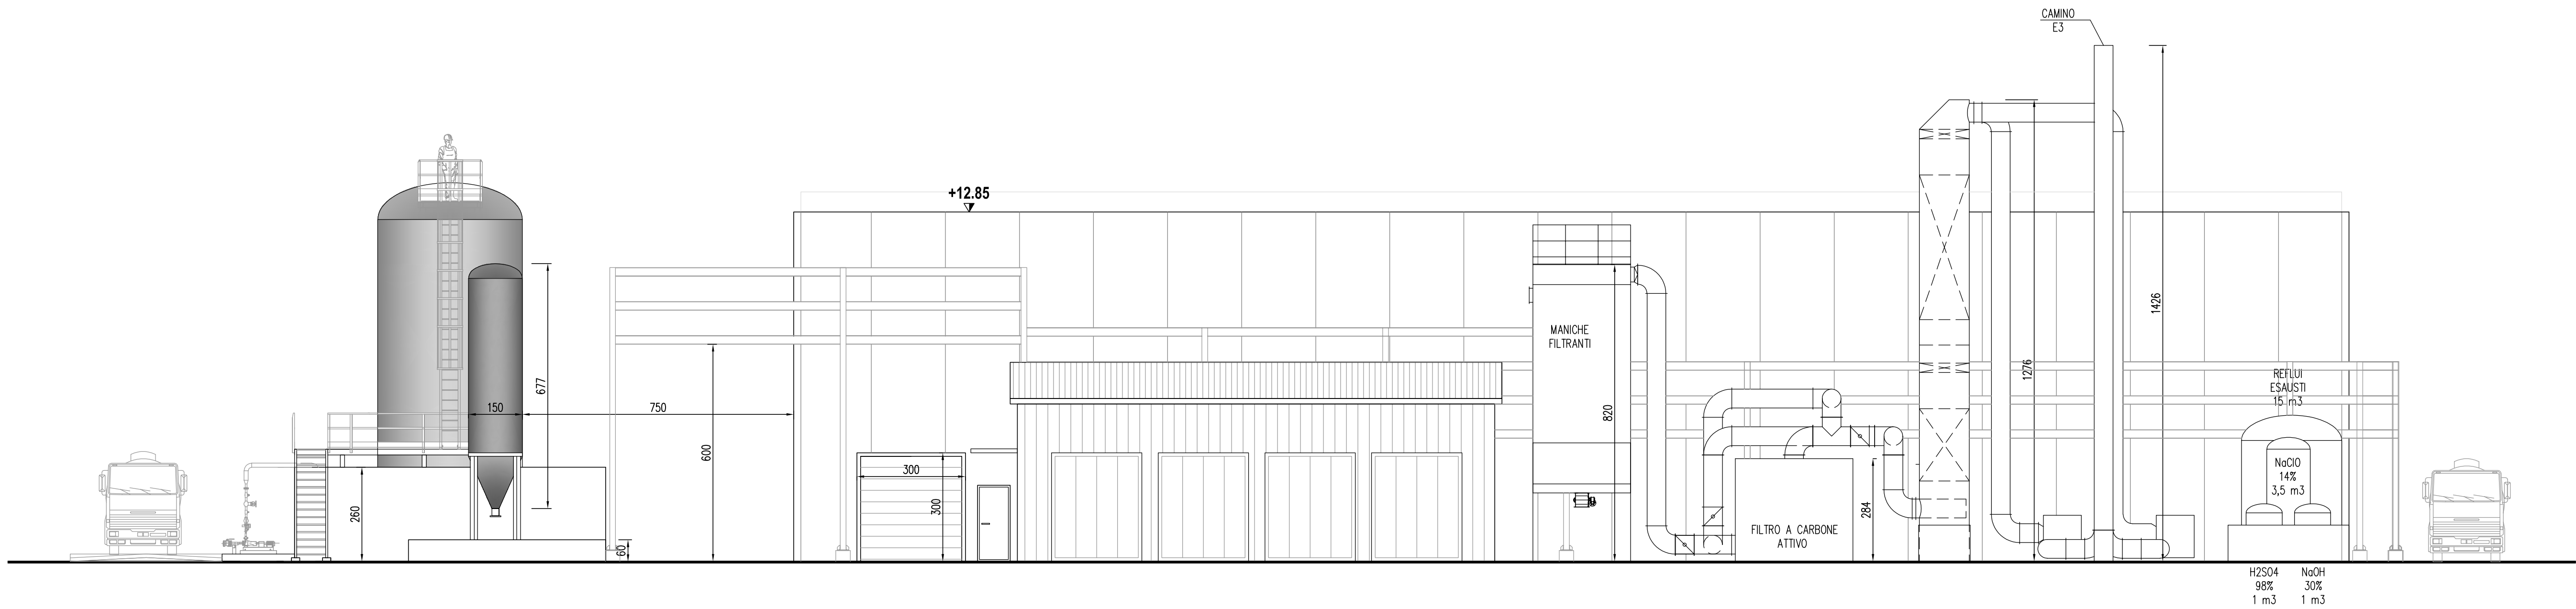 CAMINO
E3
+12.85
1426
1276
677
150
750
600
260
60
300
300
MANICHE
FILTRANTI
820
284
FILTRO A CARBONE
ATTIVO
REFLUI
ESAUSTI
15 m3
NaClO
14%
3,5 m3
H2SO4
98%
1 m3
NaOH
30%
1 m3